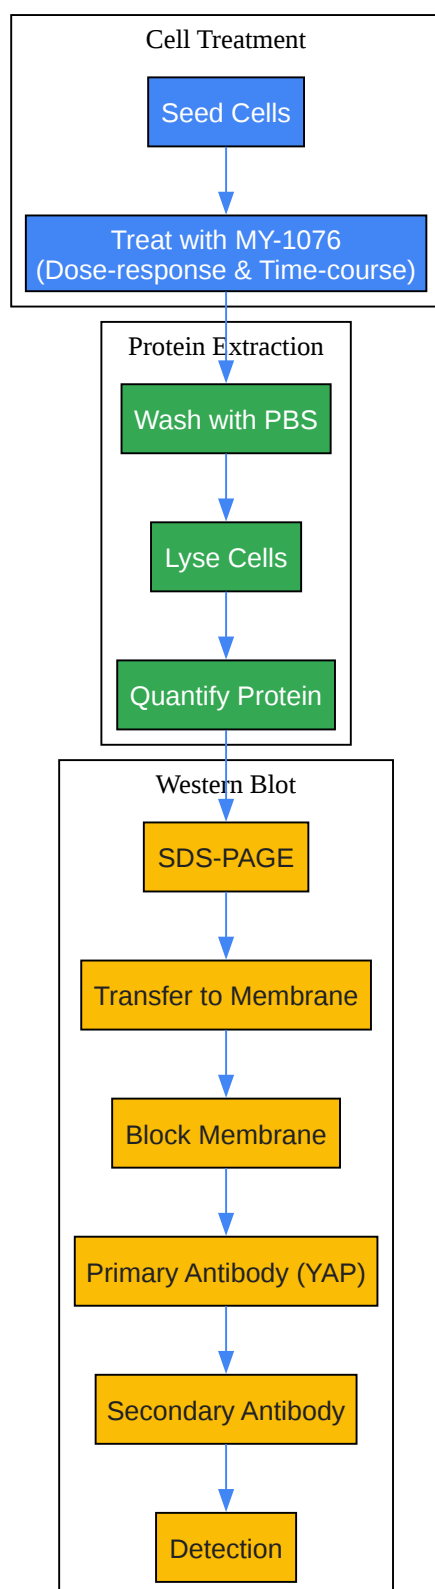 Cell Treatment
Seed Cells
Treat with MY-1076
(Dose-response & Time-course)
Protein Extraction
Wash with PBS
Lyse Cells
Quantify Protein
Western Blot
SDS-PAGE
Transfer to Membrane
Block Membrane
Primary Antibody (YAP)
Secondary Antibody
Detection